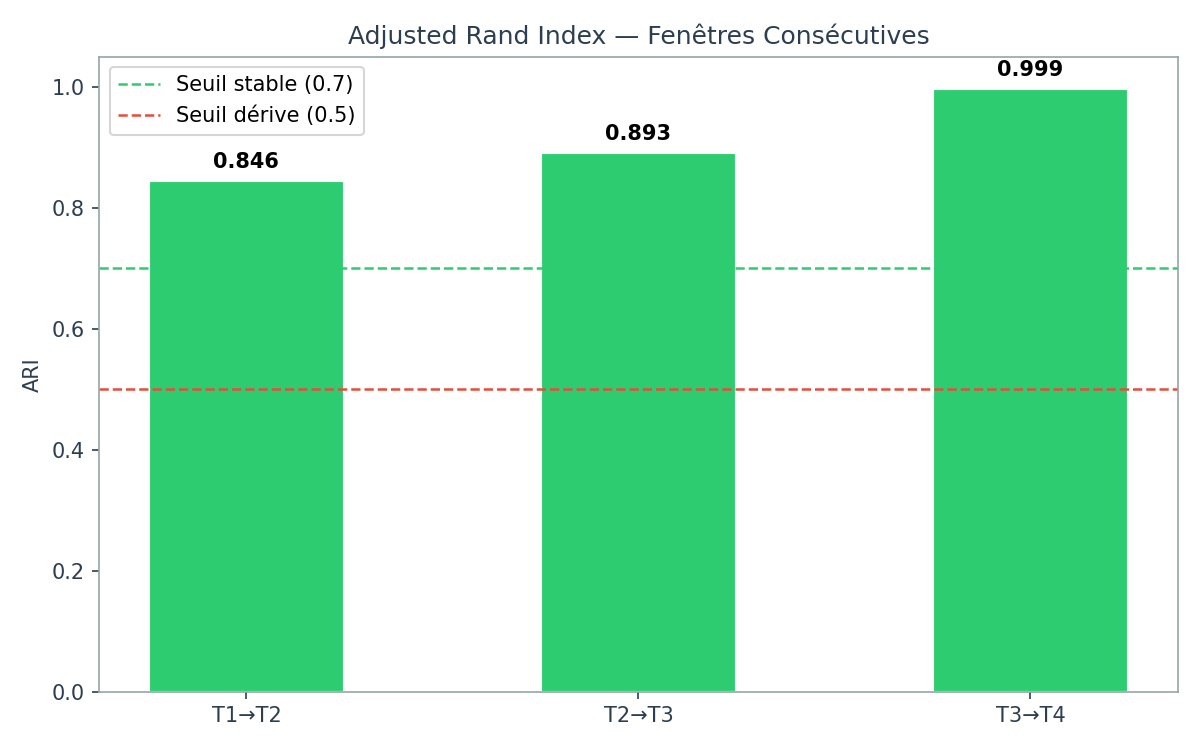 Adjusted Rand Index — Fenêtres Consécutives
Seuil stable (0.7)
Seuil dérive (0.5)
0.846
0.893
0.999
ARI
1.0
0.8
0.6
0.4
0.2
0.0
T1→T2
T2→T3
T3→T4